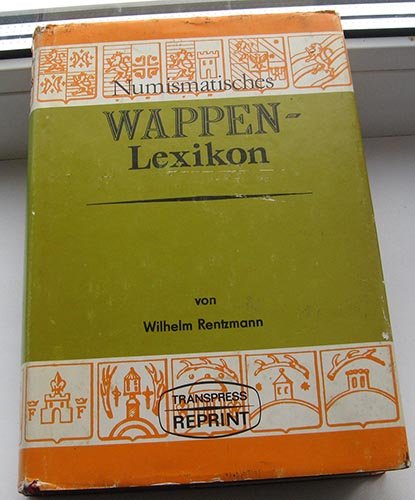 Numismatisches
WAPPEN-
Lexikon
von
Wilhelm Rentzmann
TRANSPRESS
REPRINT
F F